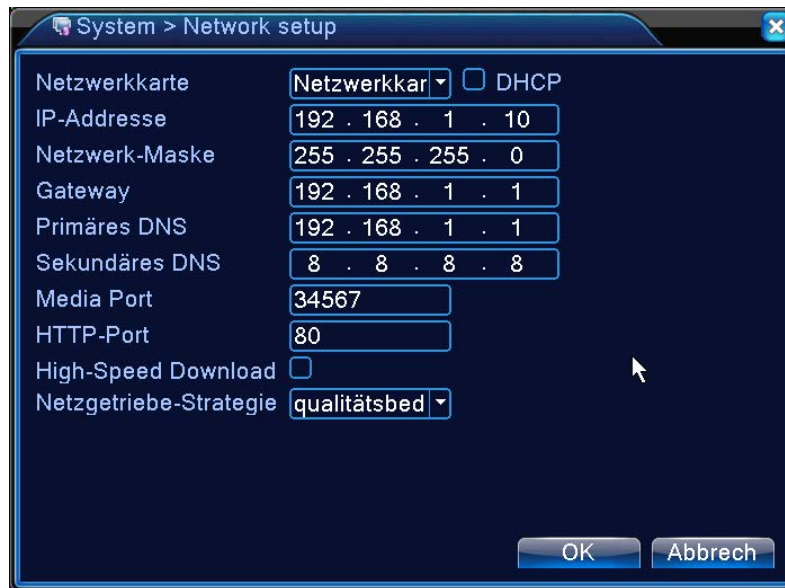 System > Network setup
Netzwerkkarte Netzwerkkar DHCP
IP-Addresse 192 . 168 . 1 . 10
Netzwerk-Maske 255 . 255 . 255 . 0
Gateway 192 . 168 . 1 . 1
Primäres DNS 192 . 168 . 1 . 1
Sekundäres DNS 8 . 8 . 8 . 8
Media Port 34567
HTTP-Port 80
High-Speed Download
Netzgetriebe-Strategie qualitätsbed
OK Abbrech